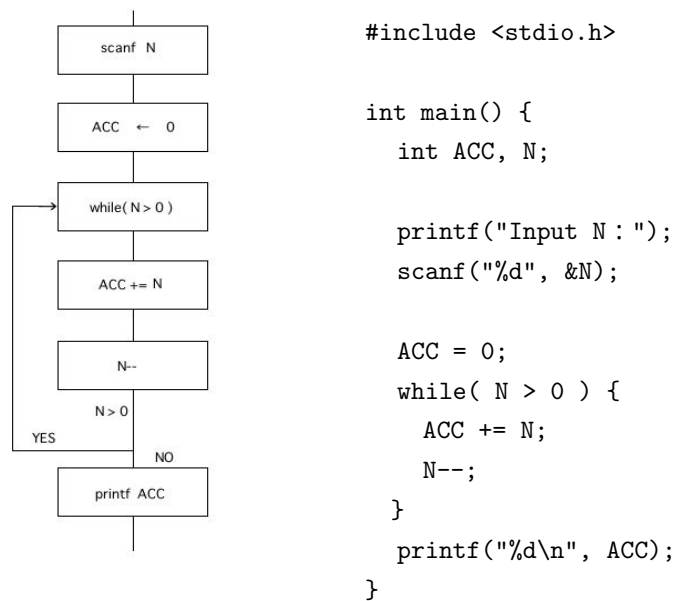 scanf N
ACC ← 0
while( N > 0 )
ACC += N
N--
N > 0
YES
NO
printf ACC
#include <stdio.h>
int main() {
int ACC, N;
printf("Input N：");
scanf("%d", &N);
ACC = 0;
while( N > 0 ) {
ACC += N;
N--;
}
printf("%d\n", ACC);
}